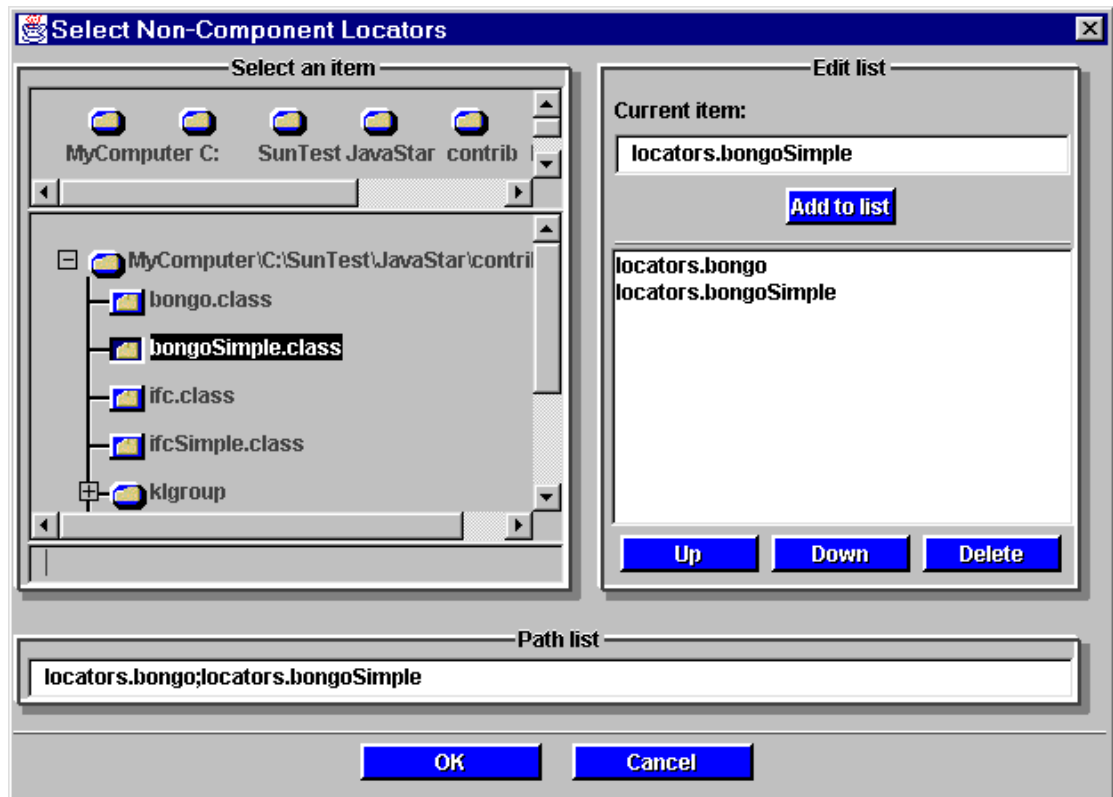 Select Non-Component Locators
Select an item
MyComputer C: SunTest JavaStar contrib
MyComputer\C:\SunTest\JavaStar\contri
bongo.class
bongoSimple.class
ifc.class
ifcSimple.class
klgroup
Edit list
Current item:
locators.bongoSimple
Add to list
locators.bongo
locators.bongoSimple
Up Down Delete
Path list
locators.bongo;locators.bongoSimple
OK Cancel